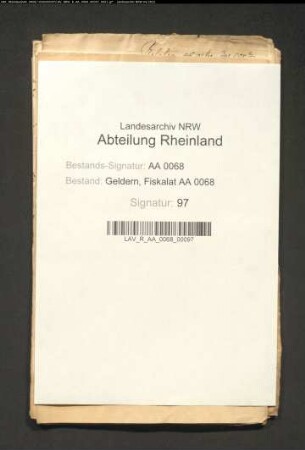 Landesarchiv NRW
Abteilung Rheinland
Bestands-Signatur: AA 0068
Bestand: Geldern, Fiskalat AA 0068
Signatur: 97
LAV_R_AA_0068_00097